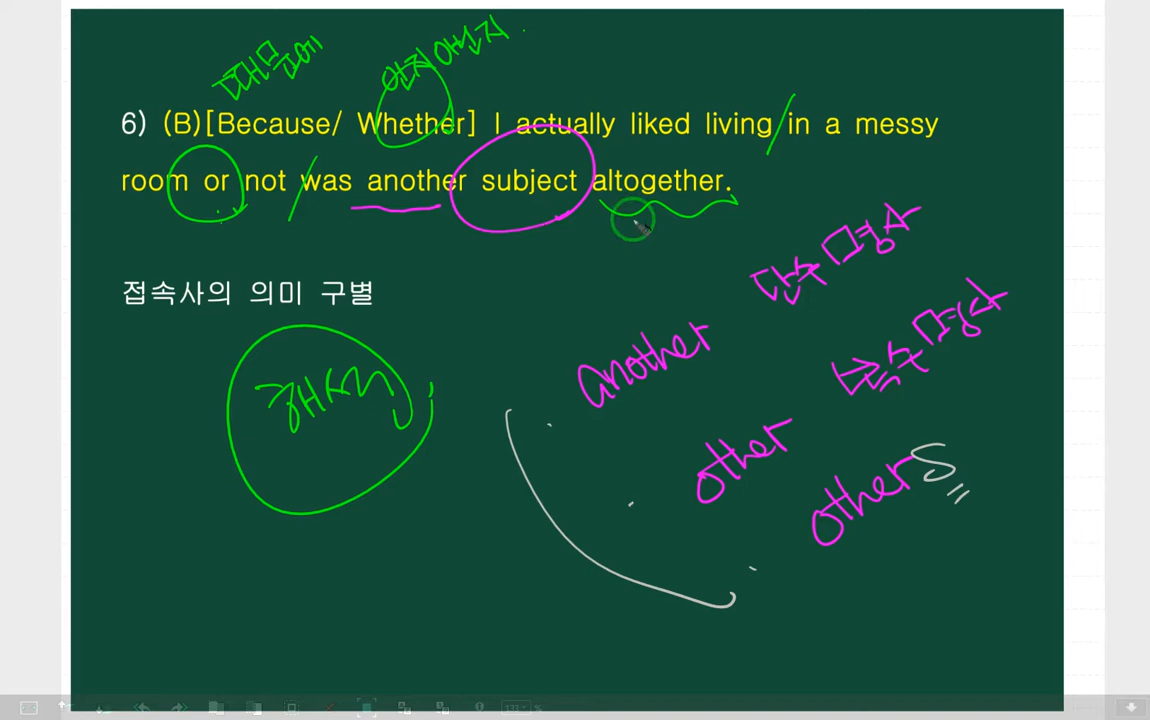 때문에
인지 아닌지
6) (B)[Because/ Whether] I actually liked living in a messy
room or not was another subject altogether.
접속사의 의미 구별
단수명사
another
복수명사
other
others
133. %